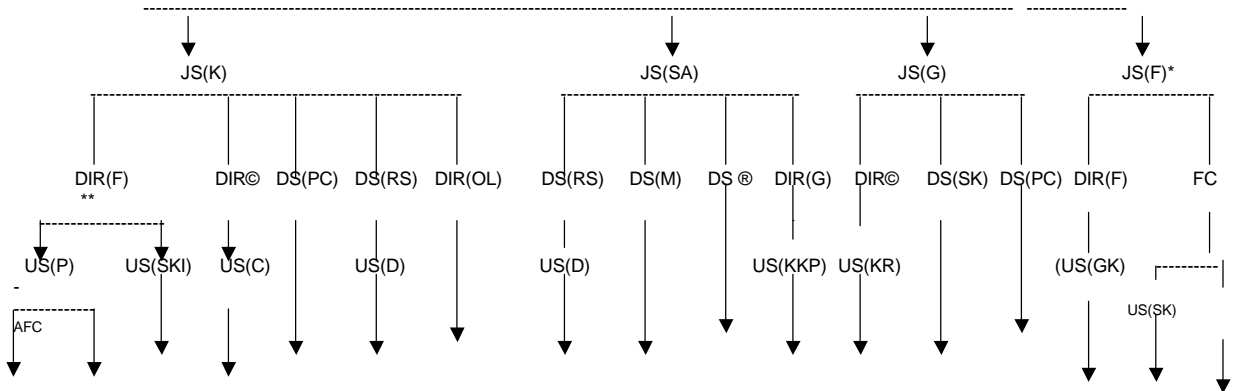 JS(K) JS(SA) JS(G) JS(F)*
DIR(F) DIR© DS(PC) DS(RS) DIR(OL) DS(RS) DS(M) DS ® DIR(G) DIR© DS(SK) DS(PC) DIR(F) FC
**
US(P) US(SKI) US(C) US(D) US(D) US(KKP) US(KR) (US(GK)
-
US(SK)
AFC